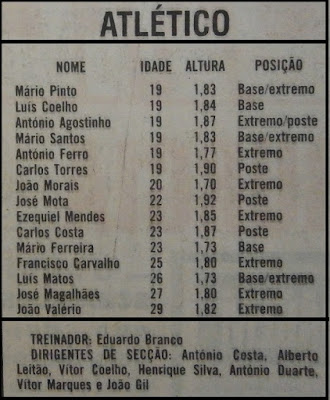 ATLÉTICO
NOME IDADE ALTURA POSIÇÃO
Mário Pinto 19 1,83 Base/extremo
Luís Coelho 19 1,84 Base
António Agostinho 19 1,87 Extremo/poste
Mário Santos 19 1,83 Base/extremo
António Ferro 19 1,77 Extremo
Carlos Torres 19 1,90 Poste
João Morais 20 1,70 Extremo
José Mota 22 1,92 Poste
Ezequiel Mendes 23 1,85 Extremo
Carlos Costa 23 1,87 Poste
Mário Ferreira 23 1,73 Base
Francisco Carvalho 25 1,80 Extremo
Luís Matos 26 1,73 Base/extremo
José Magalhães 27 1,80 Extremo
João Valério 29 1,82 Extremo
TREINADOR: Eduardo Branco
DIRIGENTES DE SECÇÃO: António Costa, Alberto
Leitão, Vítor Coelho, Henrique Silva, António Duarte,
Vítor Marques e João Gil